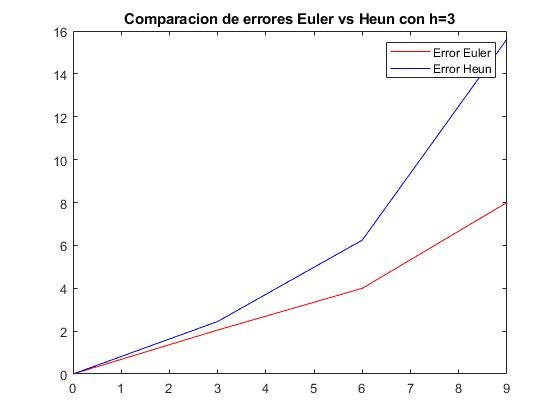 Comparacion de errores Euler vs Heun con h=3
16
14
12
10
8
6
4
2
0
Error Euler
Error Heun
0 1 2 3 4 5 6 7 8 9